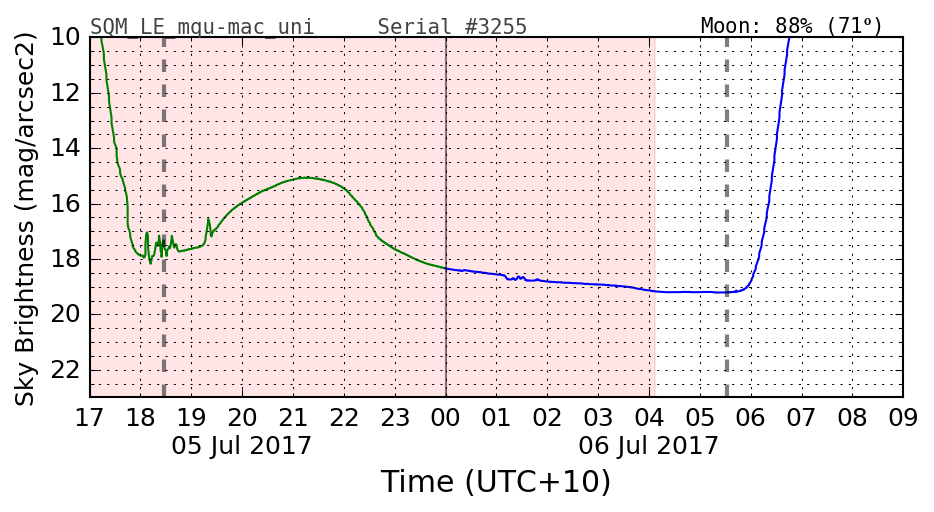 SQM_LE_mqu-mac_uni Serial #3255 Moon: 88% (71°)
Sky Brightness (mag/arcsec2)
10
12
14
16
18
20
22
17 18 19 20 21 22 23 00 01 02 03 04 05 06 07 08 09
05 Jul 2017 06 Jul 2017
Time (UTC+10)